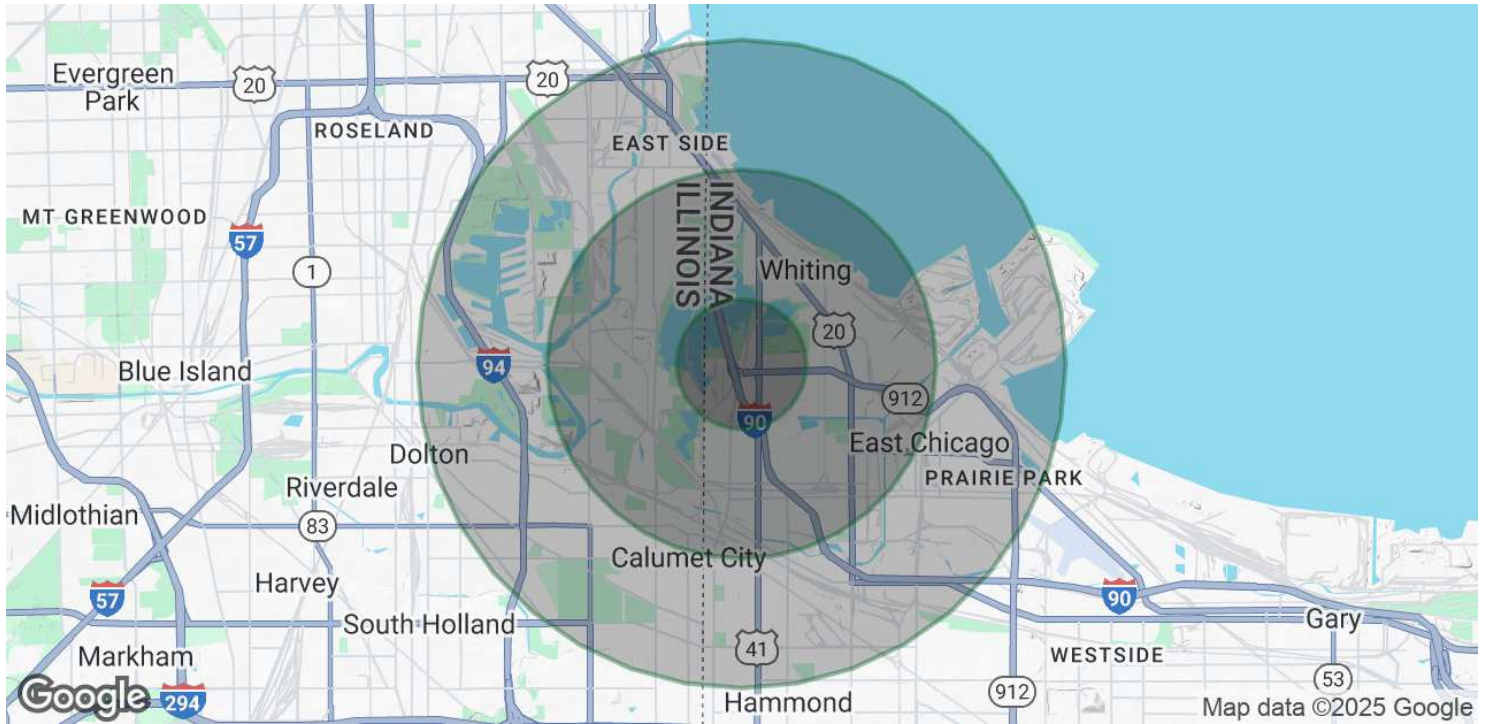 Evergreen
Park
20
20
ROSELAND
EAST SIDE
MT GREENWOOD
57
1
INDIANA
ILLINOIS
Whiting
20
Blue Island
94
912
90
East Chicago
Dolton
PRAIRIE PARK
Riverdale
Midlothian
83
Calumet City
Harvey
57
90
South Holland
Gary
41
WESTSIDE
Markham
53
912
Hammond
294
Google
Map data ©2025 Google